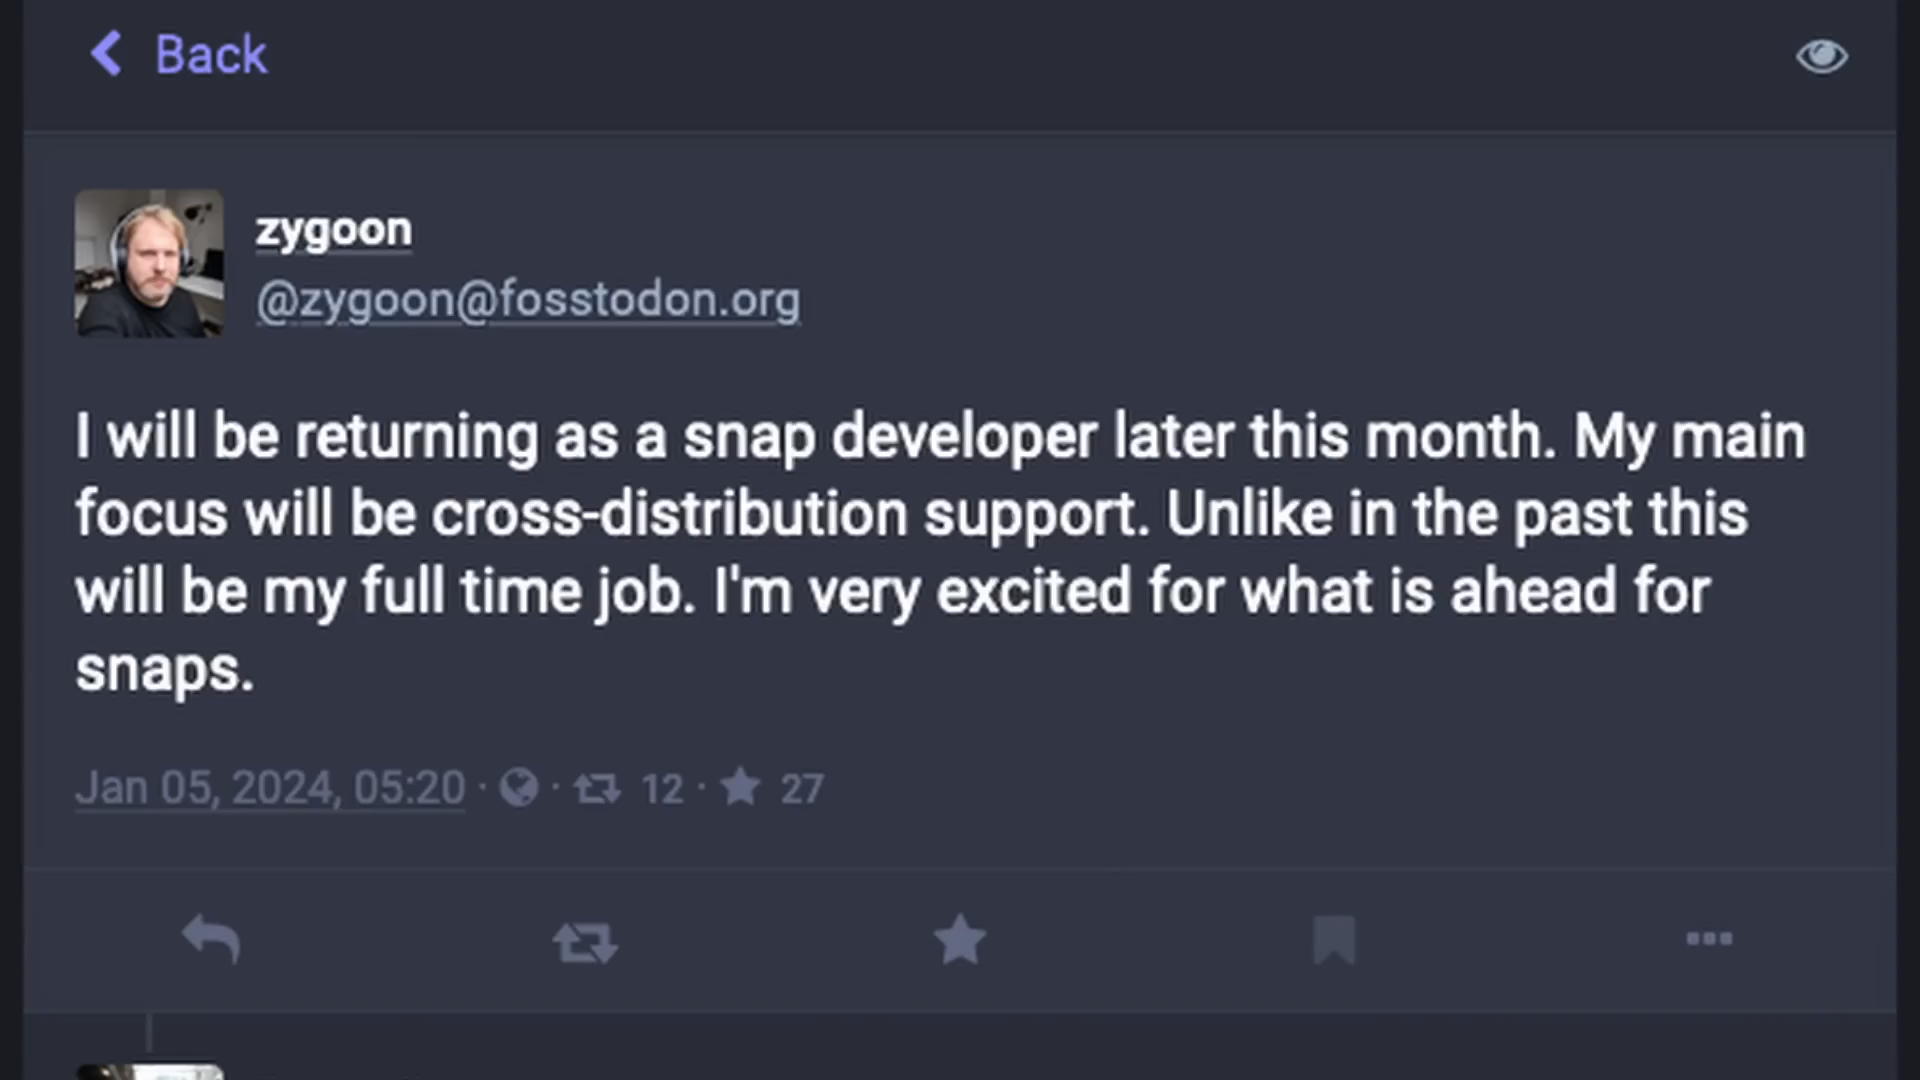 Back
zygoon
@zygoon@fosstodon.org
I will be returning as a snap developer later this month. My main
focus will be cross-distribution support. Unlike in the past this
will be my full time job. I'm very excited for what is ahead for
snaps.
Jan 05, 2024, 05:20 · · 12 · 27